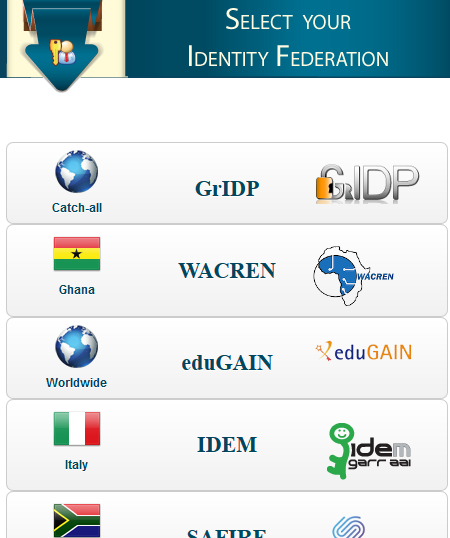 Select your
Identity Federation
GrIDP
GrIDP
Catch-all
WACREN
WACREN
Ghana
eduGAIN
eduGAIN
Worldwide
IDEM
idem
garr aai
Italy
SAFIRE